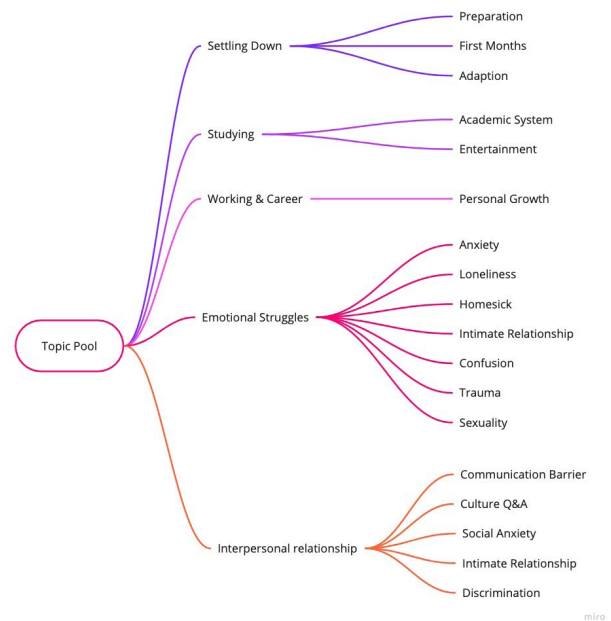 Topic Pool
Settling Down
Preparation
First Months
Adaption
Studying
Academic System
Entertainment
Working & Career
Personal Growth
Emotional Struggles
Anxiety
Loneliness
Homesick
Intimate Relationship
Confusion
Trauma
Sexuality
Interpersonal relationship
Communication Barrier
Culture Q&A
Social Anxiety
Intimate Relationship
Discrimination
miro